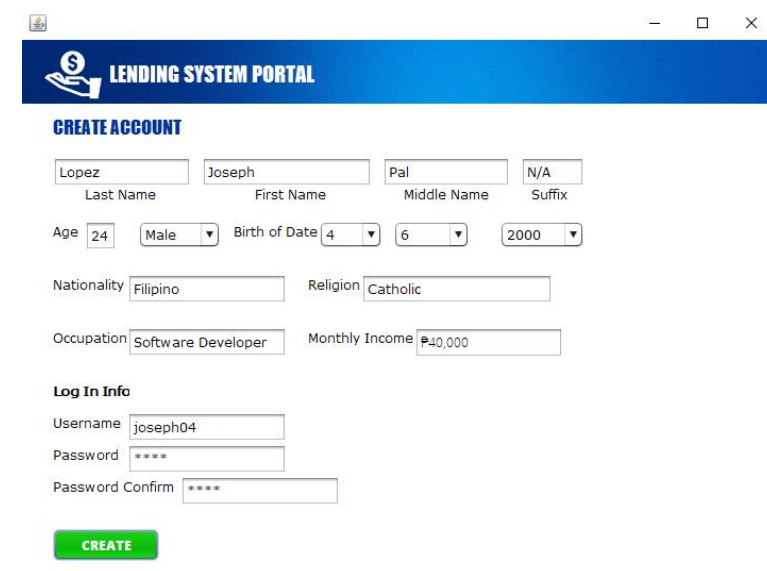 LENDING SYSTEM PORTAL
CREATE ACCOUNT
Lopez Joseph Pal N/A
Last Name First Name Middle Name Suffix
Age 24 Male Birth of Date 4 6 2000
Nationality Filipino Religion Catholic
Occupation Software Developer Monthly Income ₱40,000
Log In Info
Username joseph04
Password ****
Password Confirm ****
CREATE